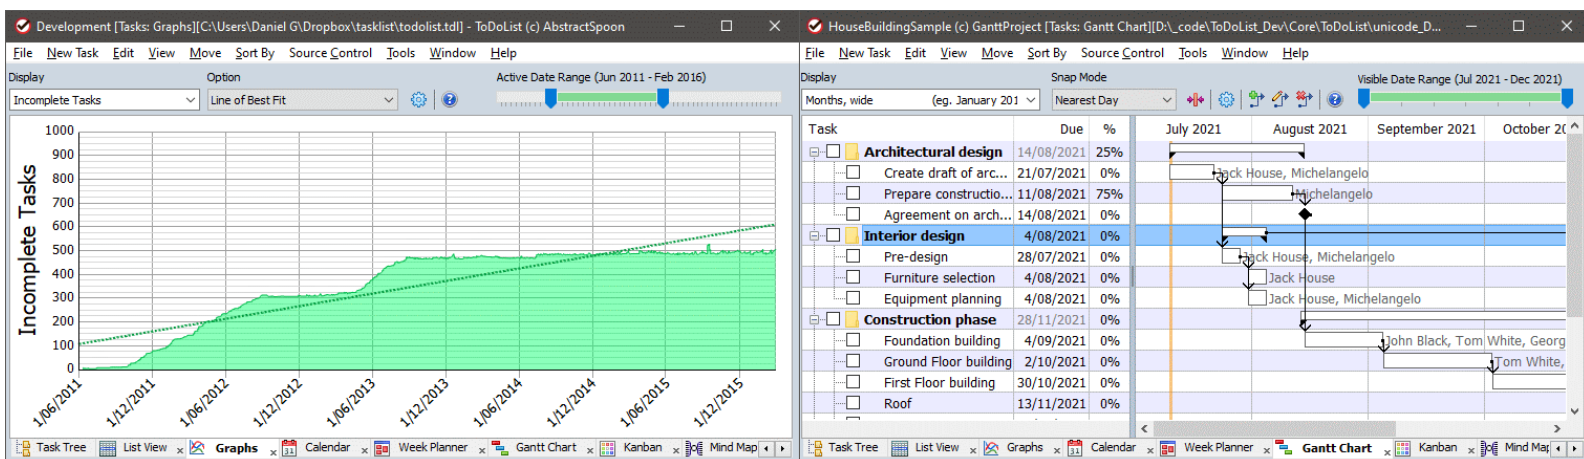 Development [Tasks: Graphs][C:\Users\Daniel G\Dropbox\tasklist\todolist.tdl] - ToDoList (c) AbstractSpoon
File New Task Edit View Move Sort By Source Control Tools Window Help
Display Option Active Date Range (Jun 2011 - Feb 2016)
Incomplete Tasks Line of Best Fit
Incomplete Tasks
1000
900
800
700
600
500
400
300
200
100
0
1/06/2011 1/12/2011 1/06/2012 1/12/2012 1/06/2013 1/12/2013 1/06/2014 1/12/2014 1/06/2015 1/12/2015
Task Tree List View Graphs Calendar Week Planner Gantt Chart Kanban Mind Map
HouseBuildingSample (c) GanttProject [Tasks: Gantt Chart][D:\_code\ToDoList_Dev\Core\ToDoList\unicode_D...
File New Task Edit View Move Sort By Source Control Tools Window Help
Display Snap Mode Visible Date Range (Jul 2021 - Dec 2021)
Months, wide (eg. January 201 Nearest Day
Task Due % July 2021 August 2021 September 2021 October 20
Architectural design 14/08/2021 25%
Create draft of arc... 21/07/2021 0% Jack House, Michelangelo
Prepare constructio... 11/08/2021 75% Michelangelo
Agreement on arch... 14/08/2021 0%
Interior design 4/08/2021 0%
Pre-design 28/07/2021 0% Jack House, Michelangelo
Furniture selection 4/08/2021 0% Jack House
Equipment planning 4/08/2021 0% Jack House, Michelangelo
Construction phase 28/11/2021 0%
Foundation building 4/09/2021 0% John Black, Tom White, Georg
Ground Floor building 2/10/2021 0% Tom White,
First Floor building 30/10/2021 0%
Roof 13/11/2021 0%
Task Tree List View Graphs Calendar Week Planner Gantt Chart Kanban Mind Map